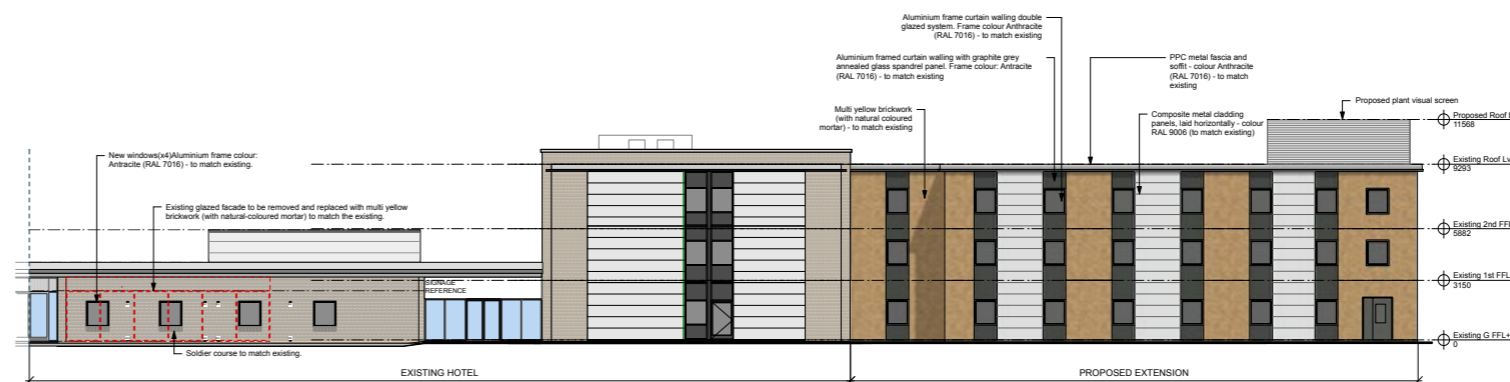 Aluminium frame curtain walling double
glazed system. Frame colour Anthracite
(RAL 7016) - to match existing
Aluminium framed curtain walling with graphite grey
annealed glass spandrel panel. Frame colour: Antracite
(RAL 7016) - to match existing
PPC metal fascia and
soffit - colour Anthracite
(RAL 7016) - to match
existing
Proposed plant visual screen
Multi yellow brickwork
(with natural coloured
mortar) - to match existing
Composite metal cladding
panels, laid horizontally - colour
RAL 9006 (to match existing)
Proposed Roof L
11568
New windows(x4)Aluminium frame colour:
Antracite (RAL 7016) - to match existing.
Existing Roof Lv
9293
Existing glazed facade to be removed and replaced with multi yellow
brickwork (with natural-coloured mortar) to match the existing.
Existing 2nd FFL
5882
SIGNAGE
REFERENCE
Existing 1st FFL
3150
Soldier course to match existing.
Existing G FFL+
0
EXISTING HOTEL
PROPOSED EXTENSION